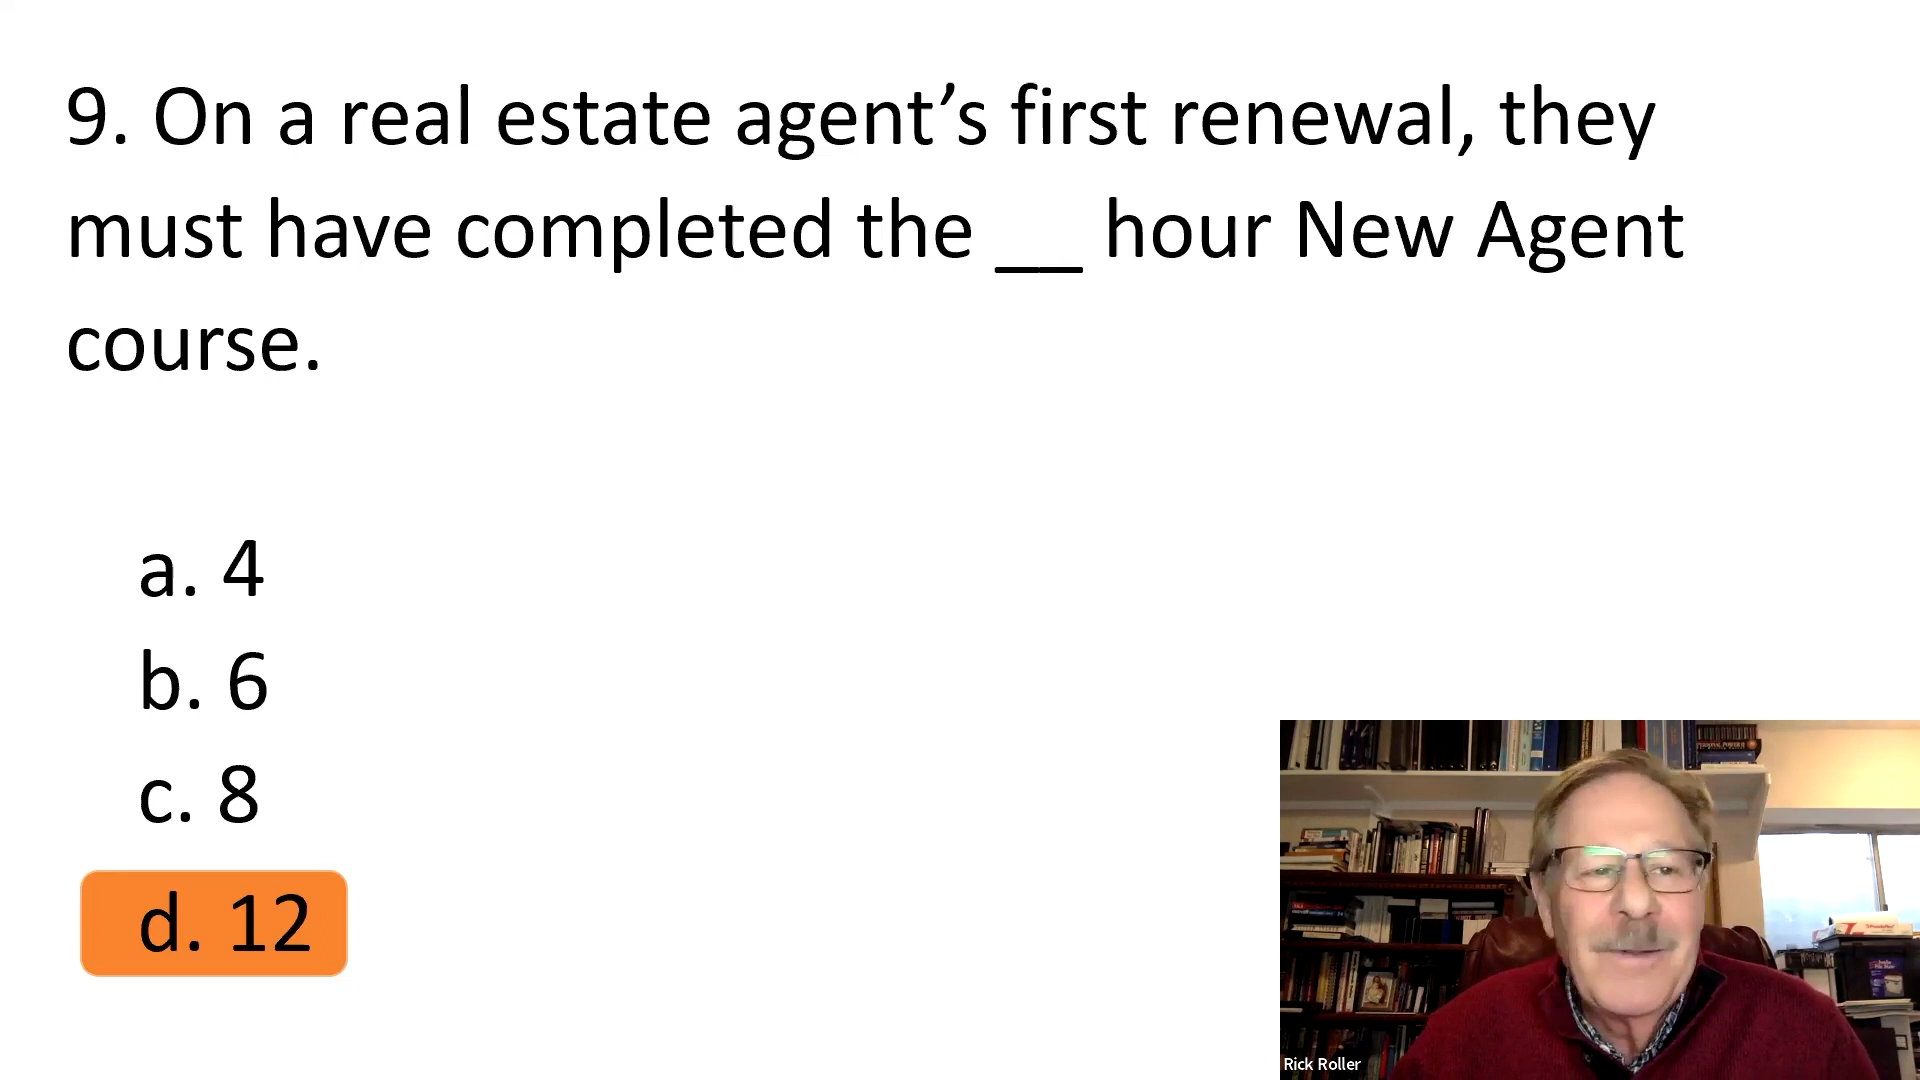 9. On a real estate agent’s first renewal, they
must have completed the __ hour New Agent
course.
a. 4
b. 6
c. 8
d. 12
Rick Roller